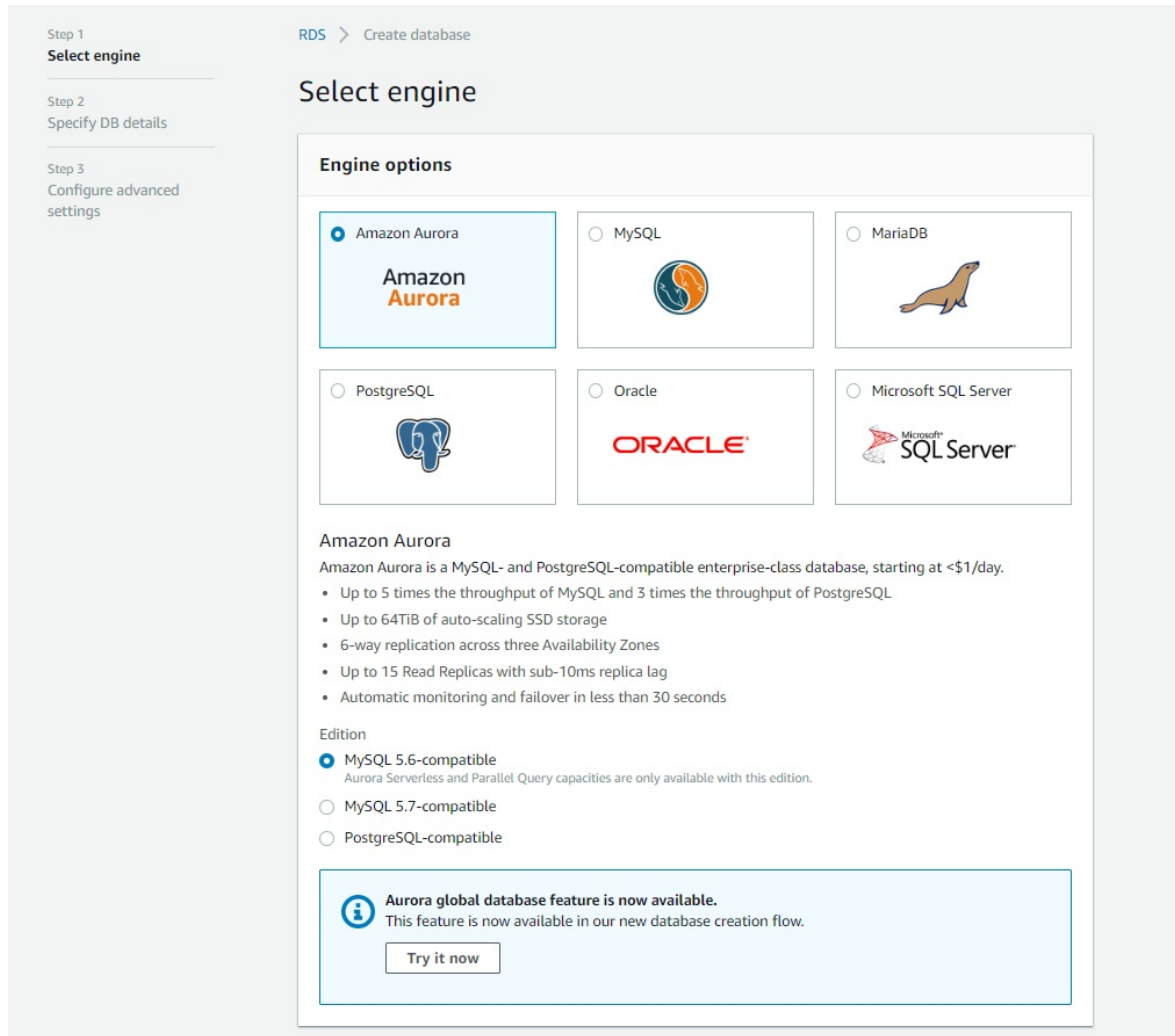 Step 1
Select engine
Step 2
Specify DB details
Step 3
Configure advanced
settings
RDS > Create database
Select engine
Engine options
Amazon Aurora
Amazon
Aurora
MySQL
MariaDB
PostgreSQL
Oracle
ORACLE
Microsoft SQL Server
Microsoft
SQL Server
Amazon Aurora
Amazon Aurora is a MySQL- and PostgreSQL-compatible enterprise-class database, starting at <$1/day.
• Up to 5 times the throughput of MySQL and 3 times the throughput of PostgreSQL
• Up to 64TiB of auto-scaling SSD storage
• 6-way replication across three Availability Zones
• Up to 15 Read Replicas with sub-10ms replica lag
• Automatic monitoring and failover in less than 30 seconds
Edition
MySQL 5.6-compatible
Aurora Serverless and Parallel Query capacities are only available with this edition.
MySQL 5.7-compatible
PostgreSQL-compatible
Aurora global database feature is now available.
This feature is now available in our new database creation flow.
Try it now